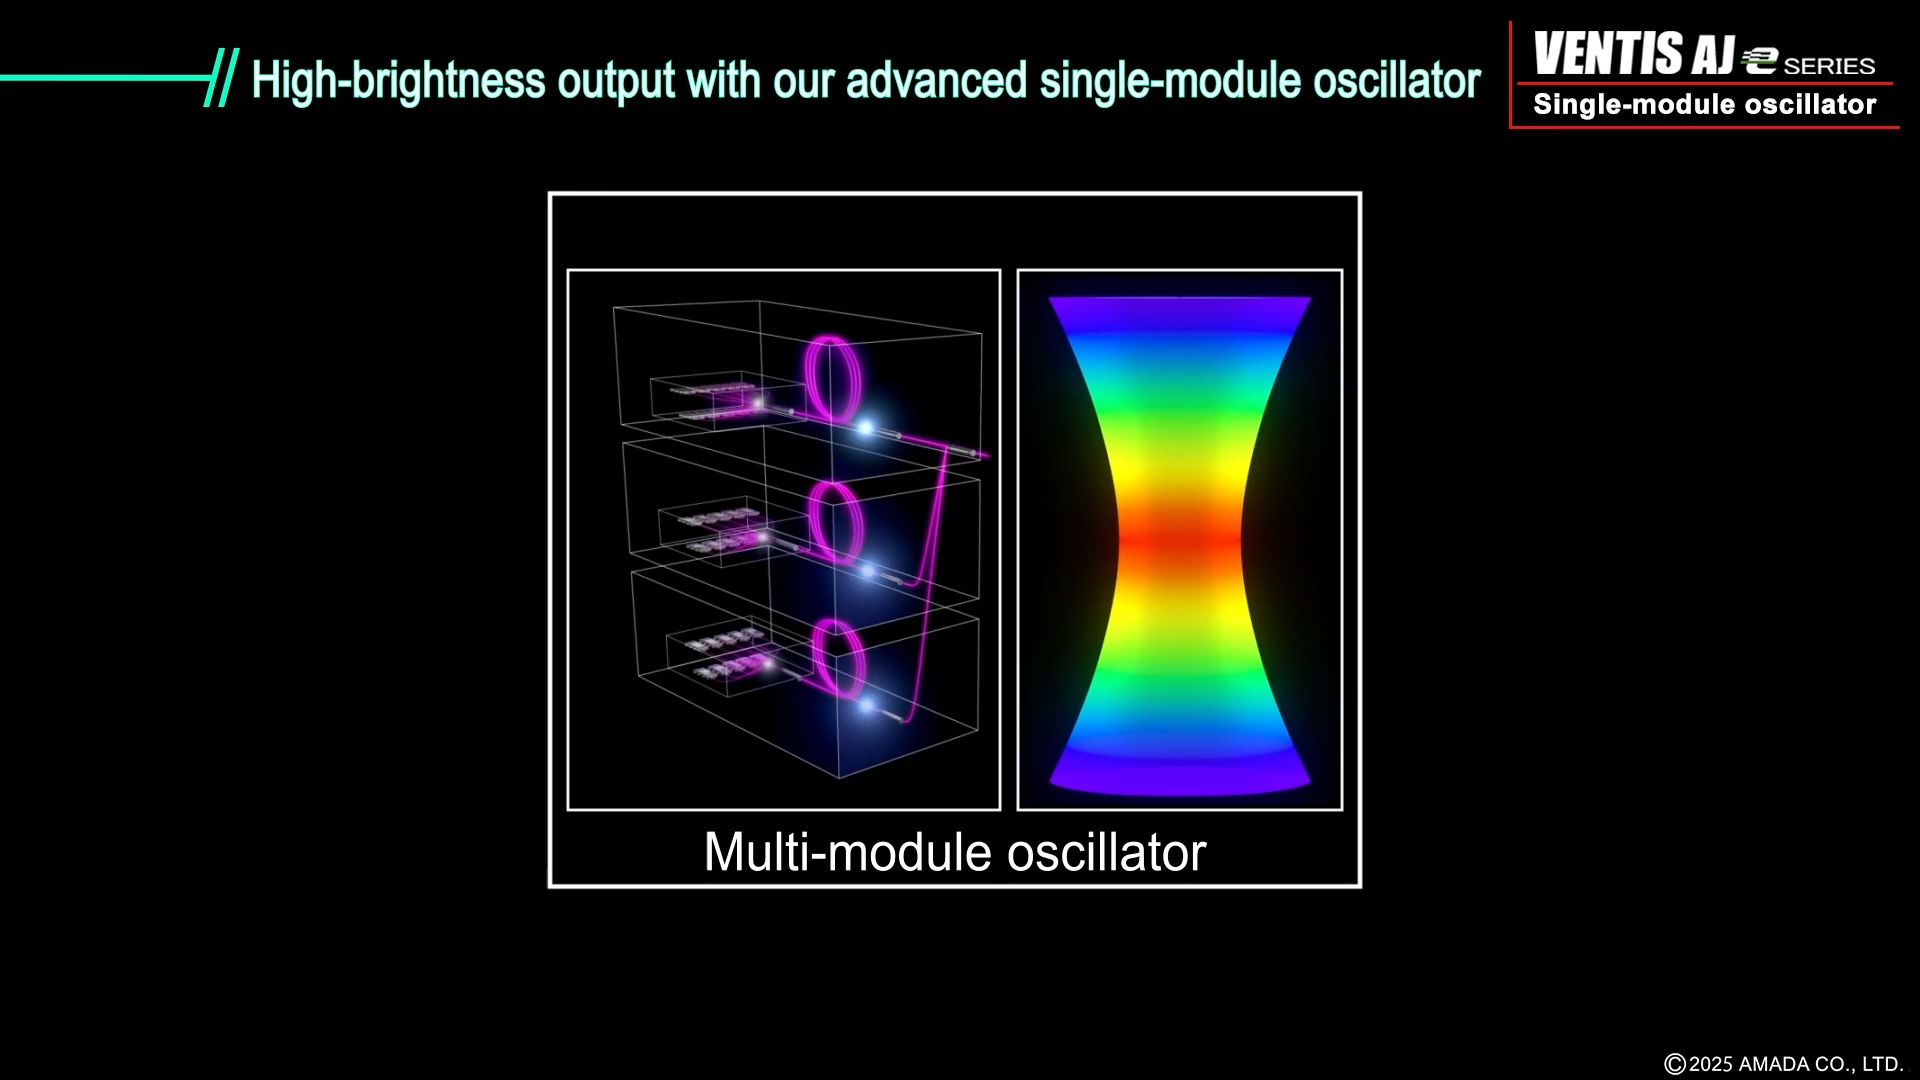 High-brightness output with our advanced single-module oscillator
VENTIS AJ e SERIES
Single-module oscillator
Multi-module oscillator
©2025 AMADA CO., LTD.